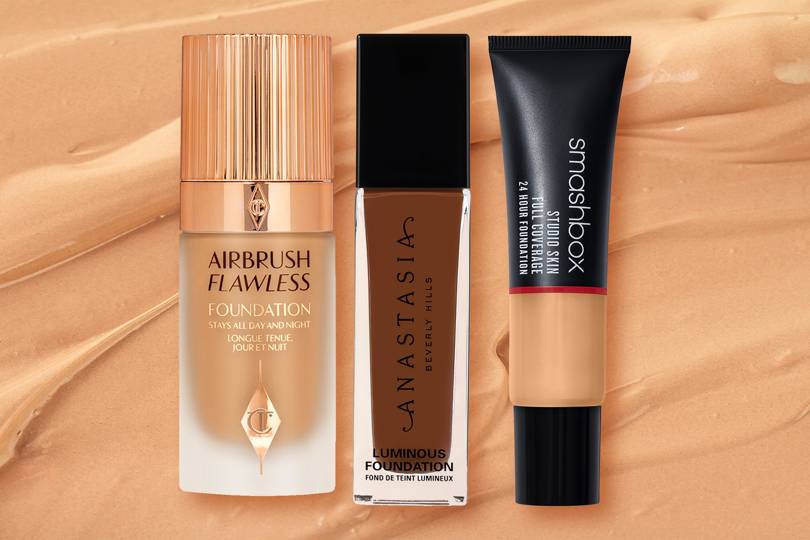 AIRBRUSH
FLAWLESS
FOUNDATION
STAYS ALL DAY AND NIGHT
LONGUE TENUE,
JOUR ET NUIT
ANASTASIA
BEVERLY HILLS
LUMINOUS
FOUNDATION
FOND DE TEINT LUMINEUX
smashbox
STUDIO SKIN
FULL COVERAGE
24 HOUR FOUNDATION